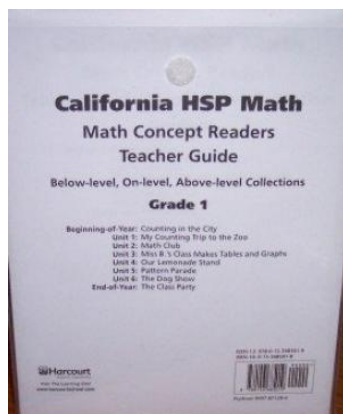 California HSP Math
Math Concept Readers
Teacher Guide
Below-level, On-level, Above-level Collections
Grade 1
Beginning-of-Year: Counting in the City
Unit 1: My Counting Trip to the Zoo
Unit 2: Math Club
Unit 3: Miss B.'s Class Makes Tables and Graphs
Unit 4: Our Lemonade Stand
Unit 5: Pattern Parade
Unit 6: The Dog Show
End-of-Year: The Class Party
Harcourt